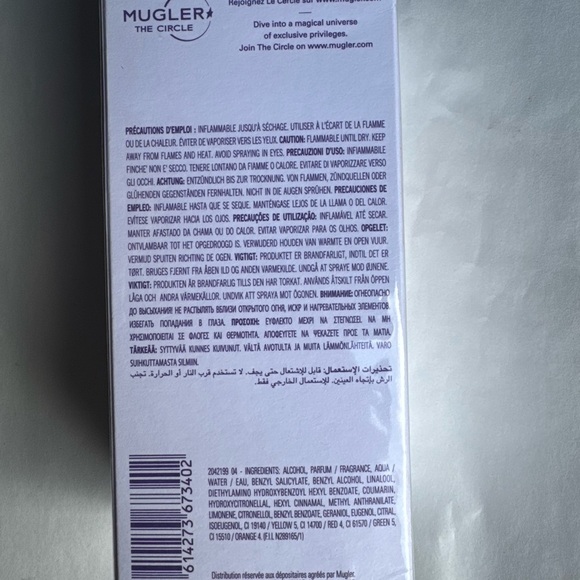 MUGLER
THE CIRCLE
Rejoignez Le Cercle sur www.mugler.com
Dive into a magical universe
of exclusive privileges.
Join The Circle on www.mugler.com
PRÉCAUTIONS D'EMPLOI : INFLAMMABLE JUSQU'À SÉCHAGE. UTILISER À L'ÉCART DE LA FLAMME
OU DE LA CHALEUR. ÉVITER DE VAPORISER VERS LES YEUX. CAUTION: FLAMMABLE UNTIL DRY. KEEP
AWAY FROM FLAMES AND HEAT. AVOID SPRAYING IN EYES. PRECAUZIONI D'USO: INFIAMMABILE
FINCHE' NON E' SECCO. TENERE LONTANO DA FIAMME O CALORE. EVITARE DI VAPORIZZARE VERSO
GLI OCCHI. ACHTUNG: ENTZÜNDLICH BIS ZUR TROCKNUNG. VON FLAMMEN, ZÜNDQUELLEN ODER
GLÜHENDEN GEGENSTÄNDEN FERNHALTEN. NICHT IN DIE AUGEN SPRÜHEN. PRECAUCIONES DE
EMPLEO: INFLAMABLE HASTA QUE SE SEQUE. MANTÉNGASE LEJOS DE LA LLAMA O DEL CALOR.
EVÍTESE VAPORIZAR HACIA LOS OJOS. PRECAUÇÕES DE UTILIZAÇÃO: INFLAMÁVEL ATÉ SECAR.
MANTER AFASTADO DA CHAMA OU DO CALOR. EVITAR VAPORIZAR PARA OS OLHOS. OPGELET:
ONTVLAMBAAR TOT HET OPGEDROOGD IS. VERWIJDERD HOUDEN VAN WARMTE EN OPEN VUUR.
VERMIJD SPUITEN RICHTING DE OGEN. VIGTIGT: PRODUKTET ER BRANDFARLIGT, INDTIL DET ER
TØRT. BRUGES FJERNT FRA ÅBEN ILD OG ANDEN VARMEKILDE. UNDGÅ AT SPRAYE MOD ØJNENE.
VIKTIGT: PRODUKTEN ÄR BRANDFARLIG TILLS DEN HAR TORKAT. ANVÄNDS ÅTSKILT FRÅN ÖPPEN
LÅGA OCH ANDRA VÄRMEKÄLLOR. UNDVIK ATT SPRAYA MOT ÖGONEN. ВНИМАНИЕ: ОГНЕОПАСНО
ДО ВЫСЫХАНИЯ НЕ РАСПЫЛЯТЬ ВБЛИЗИ ОТКРЫТОГО ОГНЯ, ИСКР И НАГРЕВАТЕЛЬНЫХ ЭЛЕМЕНТОВ
ИЗБЕГАТЬ ПОПАДАНИЯ В ГЛАЗА. ΠΡΟΣΟΧΗ: ΕΥΦΛΕΚΤΟ ΜΕΧΡΙ ΝΑ ΣΤΕΓΝΩΣΕΙ ΝΑ ΜΗ
ΧΡΗΣΙΜΟΠΟΙΕΙΤΑΙ ΣΕ ΦΛΟΓΕΣ ΚΑΙ ΘΕΡΜΟΤΗΤΑ, ΑΠΟΦΕΥΓΕΤΕ ΝΑ ΨΕΚΑΖΕΤΕ ΠΡΟΣ ΤΑ ΜΑΤΙΑ.
TÄRKEÄÄ: SYTTYVÄÄ KUNNES KUIVUNUT. VÄLTÄ AVOTULTA JA MUITA LÄMMÖNLÄHTEITÄ. VARO
SUIHKUTTAMASTA SILMIIN.
تحذيرات الإستعمال: قابل للإشتعال حتى يجف. لا تستخدم قرب النار أو الحرارة. تجنب
الرش بإتجاه العينين. للإستعمال الخارجي فقط.
2042199 04 - INGREDIENTS: ALCOHOL, PARFUM / FRAGRANCE, AQUA /
WATER / EAU, BENZYL SALICYLATE, BENZYL ALCOHOL, LINALOOL,
DIETHYLAMINO HYDROXYBENZOYL HEXYL BENZOATE, COUMARIN,
HYDROXYCITRONELLAL, HEXYL CINNAMAL, METHYL ANTHRANILATE,
LIMONENE, CITRONELLOL, BENZYL BENZOATE, GERANIOL, EUGENOL, CITRAL,
ISOEUGENOL, CI 19140 / YELLOW 5, CI 14700 / RED 4, CI 61570 / GREEN 5,
CI 15510 / ORANGE 4. (F.I. N289165/1)
614273 673402
Distribution réservée aux dépositaires agréés par Mugler.